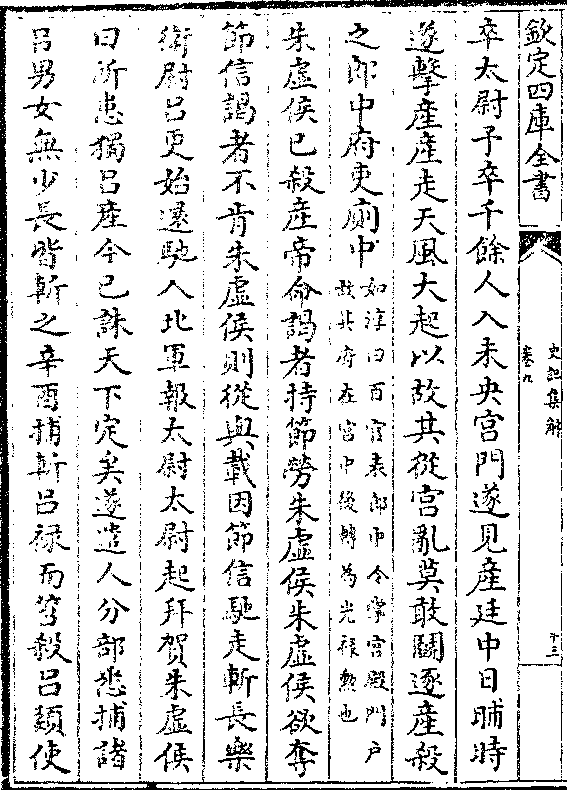 欽定四庫全書
史記集解
卷九
十三
卒太尉予卒千餘人入未央宫門遂見産廷中日晡時
遂擊産産走天風大起以故其從官亂莫敢鬭逐産殺
之郎中府吏廁中如淳曰百官表郎中令掌宫殿門户
故其府在宫中後轉為光禄勲也
朱虚侯已殺産帝命謁者持節勞朱虚侯朱虚侯欲奪
節信謁者不肯朱虚侯則從與載因節信馳走斬長樂
衛尉吕更始還馳入北軍報太尉太尉起拜賀朱虚侯
曰所患獨吕産今已誅天下定矣遂遣人分部悉捕諸
吕男女無少長皆斬之辛酉捕斬吕禄而笞殺吕嬃使